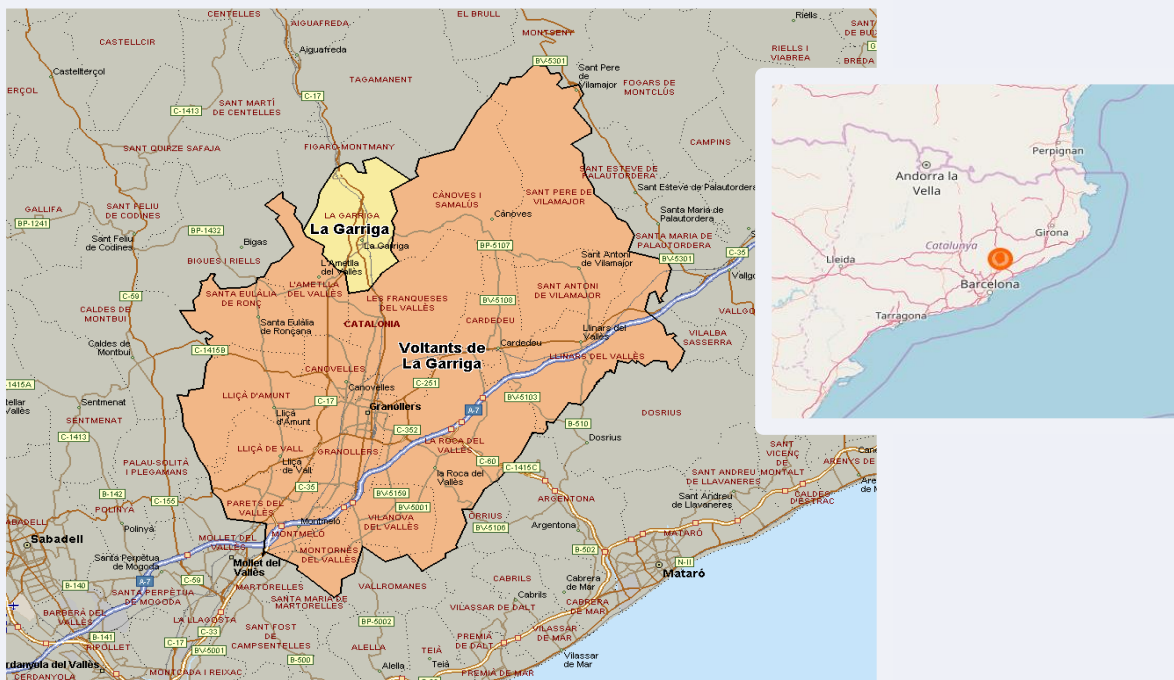 CENTELLES
AIGUAFREDA
EL BRULL
Riells
MONTSENY
CASTELLCIR
Aiguafreda
RIELLS I
VIABREA
BREDA
BV-5301
Sant Pere
de
Vilamajor
Castellterçol
TAGAMANENT
FOGARS DE
MONTCLÚS
C-17
SANT MARTÍ
DE CENTELLES
C-1413
CAMPINS
SANT QUIRZE SAFAJA
FIGARO-MONTMANY
SANT ESTEVE DE
PALAUTORDERA
Sant Esteve de Palautordera
CÀNOVES I
SAMALÚS
SANT PERE DE
VILAMAJOR
GALLIFA
SANT FELIU
DE CODINES
LA GARRIGA
La Garriga
Cànoves
Santa Maria de
Palautordera
BP-1241
BP-1432
Sant Feliu
de Codines
Bigas
La Garriga
BP-5107
SANTA MARIA DE
PALAUTORDERA
C-35
BIGUES I RIELLS
L'Ametlla
del Vallès
Sant Antoni
de Vilamajor
BV-5301
L'AMETLLA
DEL VALLÈS
SANTA EULÀLIA
DE RONÇ
C-59
LES FRANQUESES
DEL VALLÈS
BV-5108
SANT ANTONI
DE VILAMAJOR
CALDES DE
MONTBUI
Santa Eulàlia
de Ronçana
CATALONIA
CARDEDEU
Llinars del
Vallès
VILALBA
SASSERRA
Caldes de
Montbuí
C-1415B
Voltants de
La Garriga
Cardedeu
LLINARS DEL VALLÈS
CANOVELLES
Canovelles
C-251
C-1415A
Sentmenat
LLIÇÀ D'AMUNT
C-17
Granollers
BV-5103
A-7
SENTMENAT
Lliçà
d'Amunt
DOSRIUS
C-1413
C-352
B-510
Dosrius
LLIÇÀ DE VALL
GRANOLLERS
LA ROCA DEL
VALLÈS
PALAU-SOLITÀ
I PLEGAMANS
Lliçà
de Vall
C-60
C-1415C
SANT
VICENÇ
DE
MONTALT
ARENYS DE
SANT ANDREU
DE LLAVANERES
la Roca del
Vallès
C-35
BV-5159
B-142
POLINYÀ
C-155
PARETS DEL
VALLÈS
BV-5001
ARGENTONA
Sant Andreu
de Llavaneres
CALDES
D'ESTRAC
Polinyà
Montmeló
VILANOVA
DEL VALLÈS
ORRIUS
BV-5106
Argentona
MATARÓ
Sabadell
MOLLET DEL
VALLÈS
MONTMELÓ
MONTORNÈS
DEL VALLÈS
B-502
Santa Perpètua
de Mogoda
Mollet del
Vallès
N-II
Mataró
A-7
C-59
B-140
MARTORELLES
VALLROMANES
CABRILS
Cabrera
de Mar
SANTA PERPÈTUA
DE MOGODA
SANTA MARIA DE
MARTORELLES
Cabrils
CABRERA
DE MAR
BARBERÀ DEL
VALLÈS
LA LLAGOSTA
BP-5002
VILASSAR DE DALT
C-33
SANT FOST
DE
CAMPSENTELLES
B-141
RIPOLLET
C-17
BV-5001
ALELLA
TEIÀ
PREMIÀ
DE DALT
VILASSAR
DE MAR
B-500
Alella
Teià
Vilassar
de Mar
MONTCADA I REIXAC
PREMIÀ DE MAR
CERDANYOLA
Perpignan
Andorra la
Vella
Girona
Catalunya
Lleida
Barcelona
Tarragona